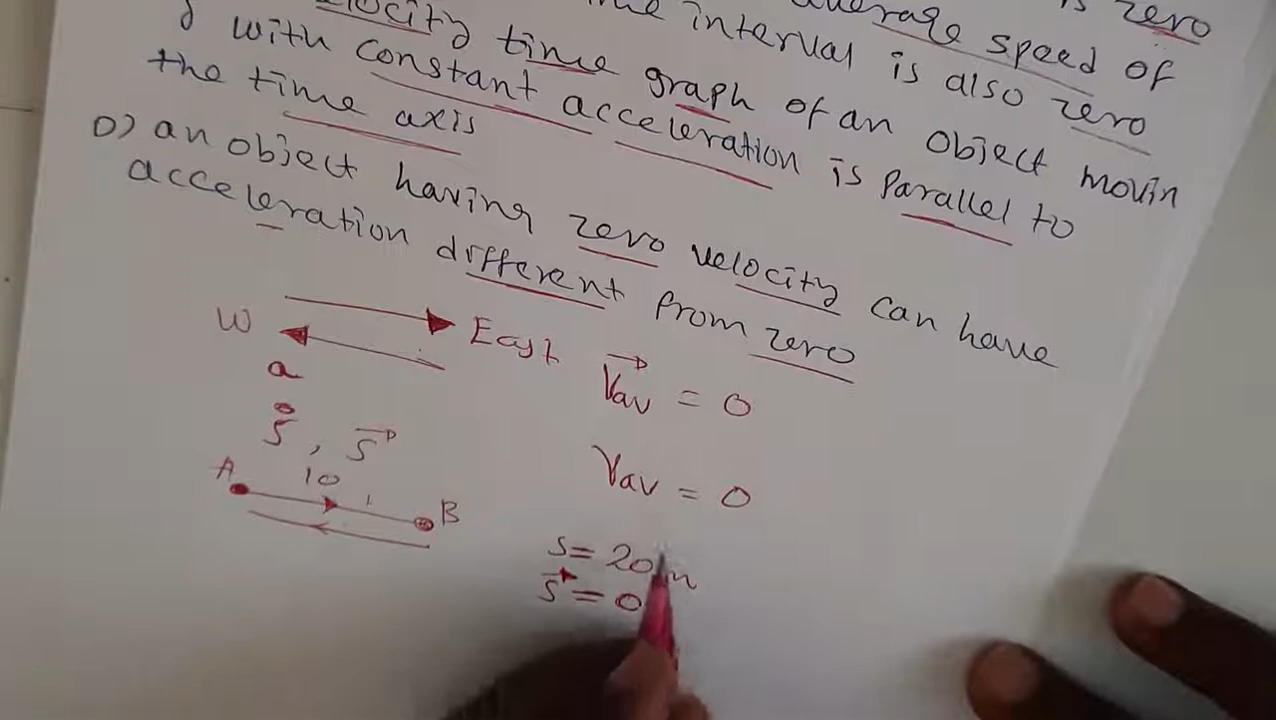 average speed of is zero
the interval is also zero
velocity time graph of an object movin
with constant acceleration is Parallel to
the time axis
D) an object having zero velocity can have
acceleration different from zero
W East
a
S, S
Vav = 0
Vav = 0
A 10 B
S = 20m
S = 0